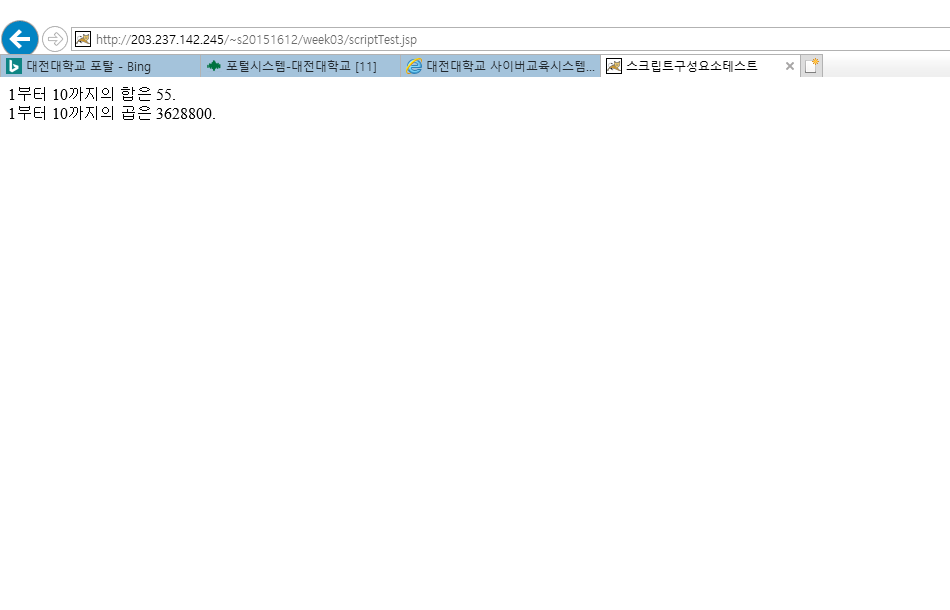 http://203.237.142.245/~s20151612/week03/scriptTest.jsp
대전대학교 포탈 - Bing
포털시스템-대전대학교 [11]
대전대학교 사이버교육시스템...
스크립트구성요소테스트
1부터 10까지의 합은 55.
1부터 10까지의 곱은 3628800.